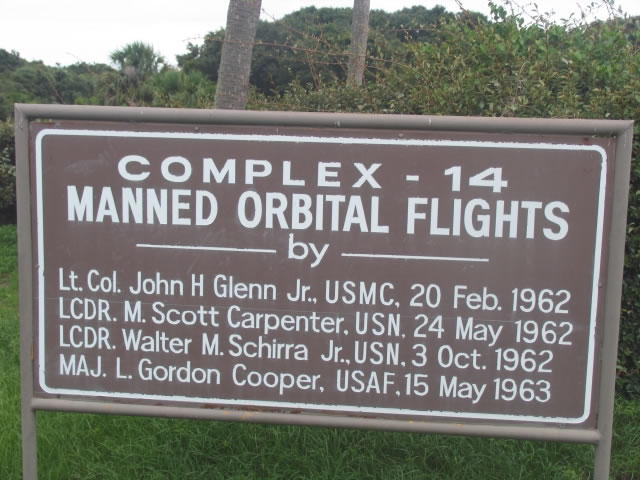 COMPLEX - 14
MANNED ORBITAL FLIGHTS
by
Lt. Col. John H Glenn Jr., USMC, 20 Feb. 1962
LCDR. M. Scott Carpenter, USN, 24 May 1962
LCDR. Walter M. Schirra Jr., USN, 3 Oct. 1962
MAJ. L. Gordon Cooper, USAF, 15 May 1963